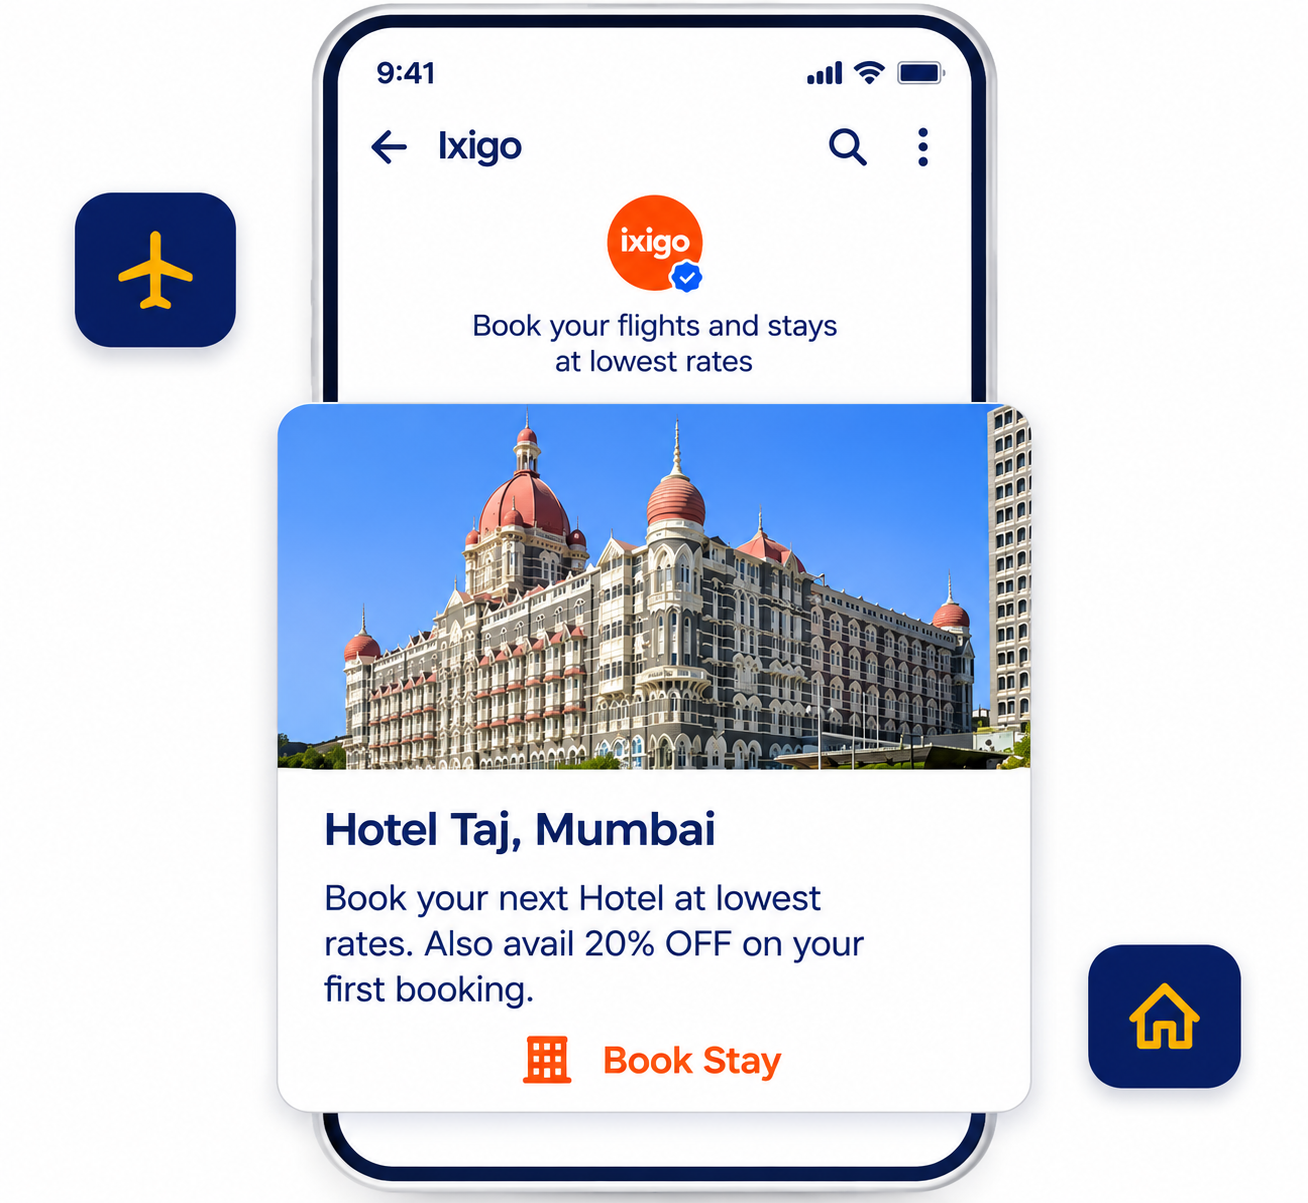 9:41
Ixigo
ixigo
Book your flights and stays
at lowest rates
Hotel Taj, Mumbai
Book your next Hotel at lowest
rates. Also avail 20% OFF on your
first booking.
Book Stay